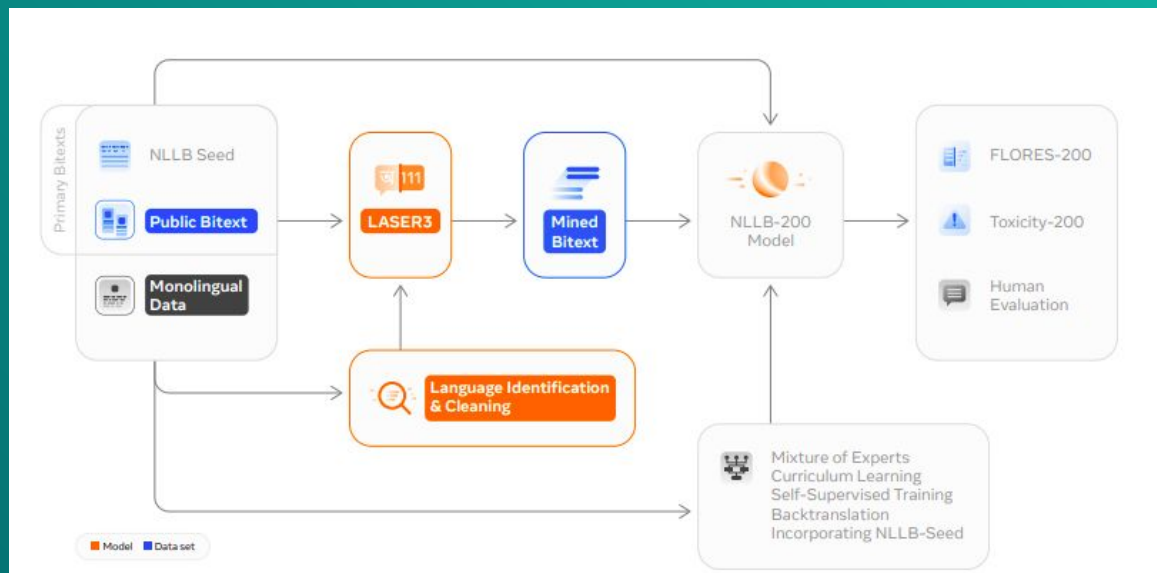 Primary Bitexts
NLLB Seed
Public Bitext
Monolingual
Data
अ 111
LASER3
Mined
Bitext
NLLB-200
Model
FLORES-200
Toxicity-200
Human
Evaluation
Language Identification
& Cleaning
Mixture of Experts
Curriculum Learning
Self-Supervised Training
Backtranslation
Incorporating NLLB-Seed
Model Data set